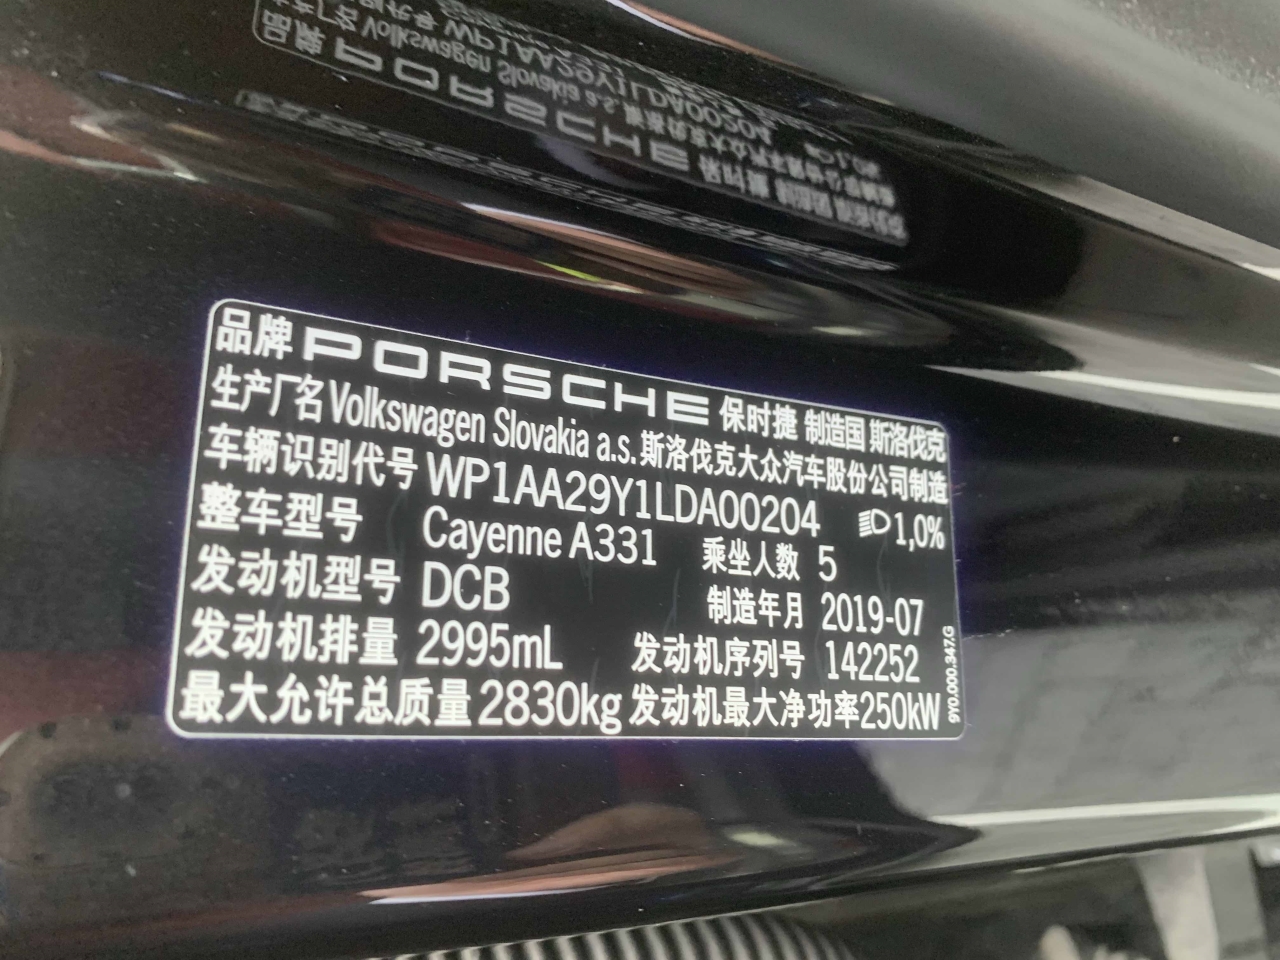 品牌 PORSCHE 保时捷 制造国 斯洛伐克
生产厂名 Volkswagen Slovakia a.s. 斯洛伐克大众汽车股份公司制造
车辆识别代号 WP1AA29Y1LDA00204 1,0%
整车型号 Cayenne A331 乘坐人数 5
发动机型号 DCB 制造年月 2019-07
发动机排量 2995mL 发动机序列号 142252
最大允许总质量 2830kg 发动机最大净功率 250kW
9Y0.000.347.G